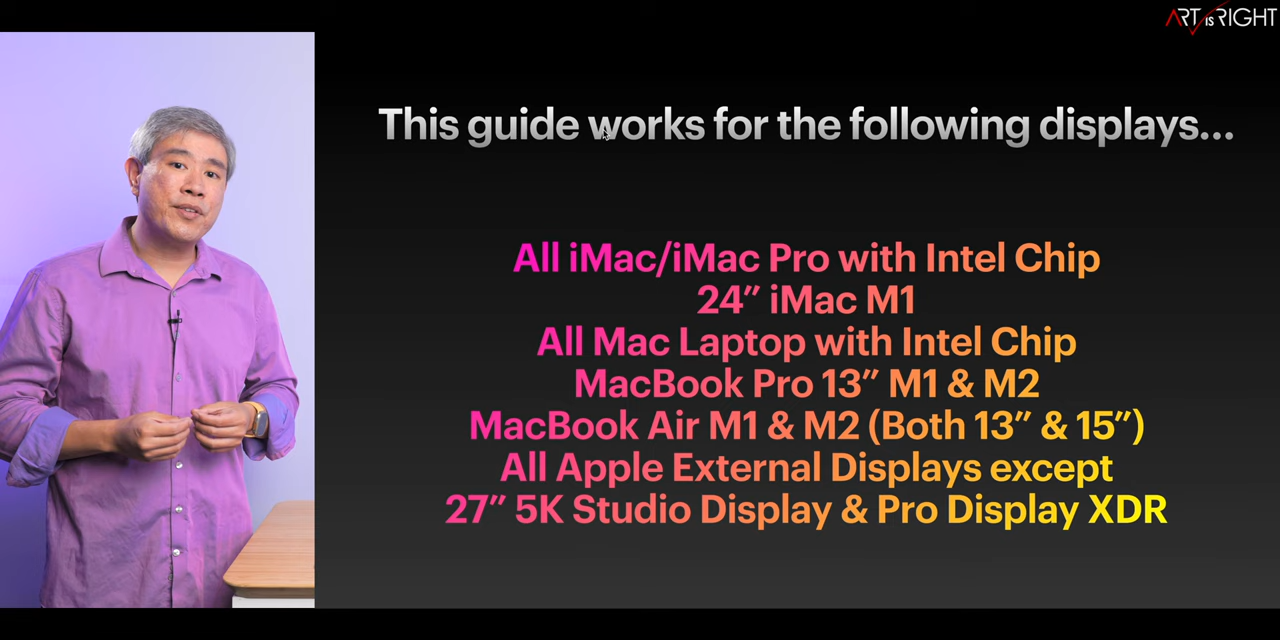 ART IS RIGHT
This guide works for the following displays...
All iMac/iMac Pro with Intel Chip
24” iMac M1
All Mac Laptop with Intel Chip
MacBook Pro 13” M1 & M2
MacBook Air M1 & M2 (Both 13” & 15”)
All Apple External Displays except
27” 5K Studio Display & Pro Display XDR